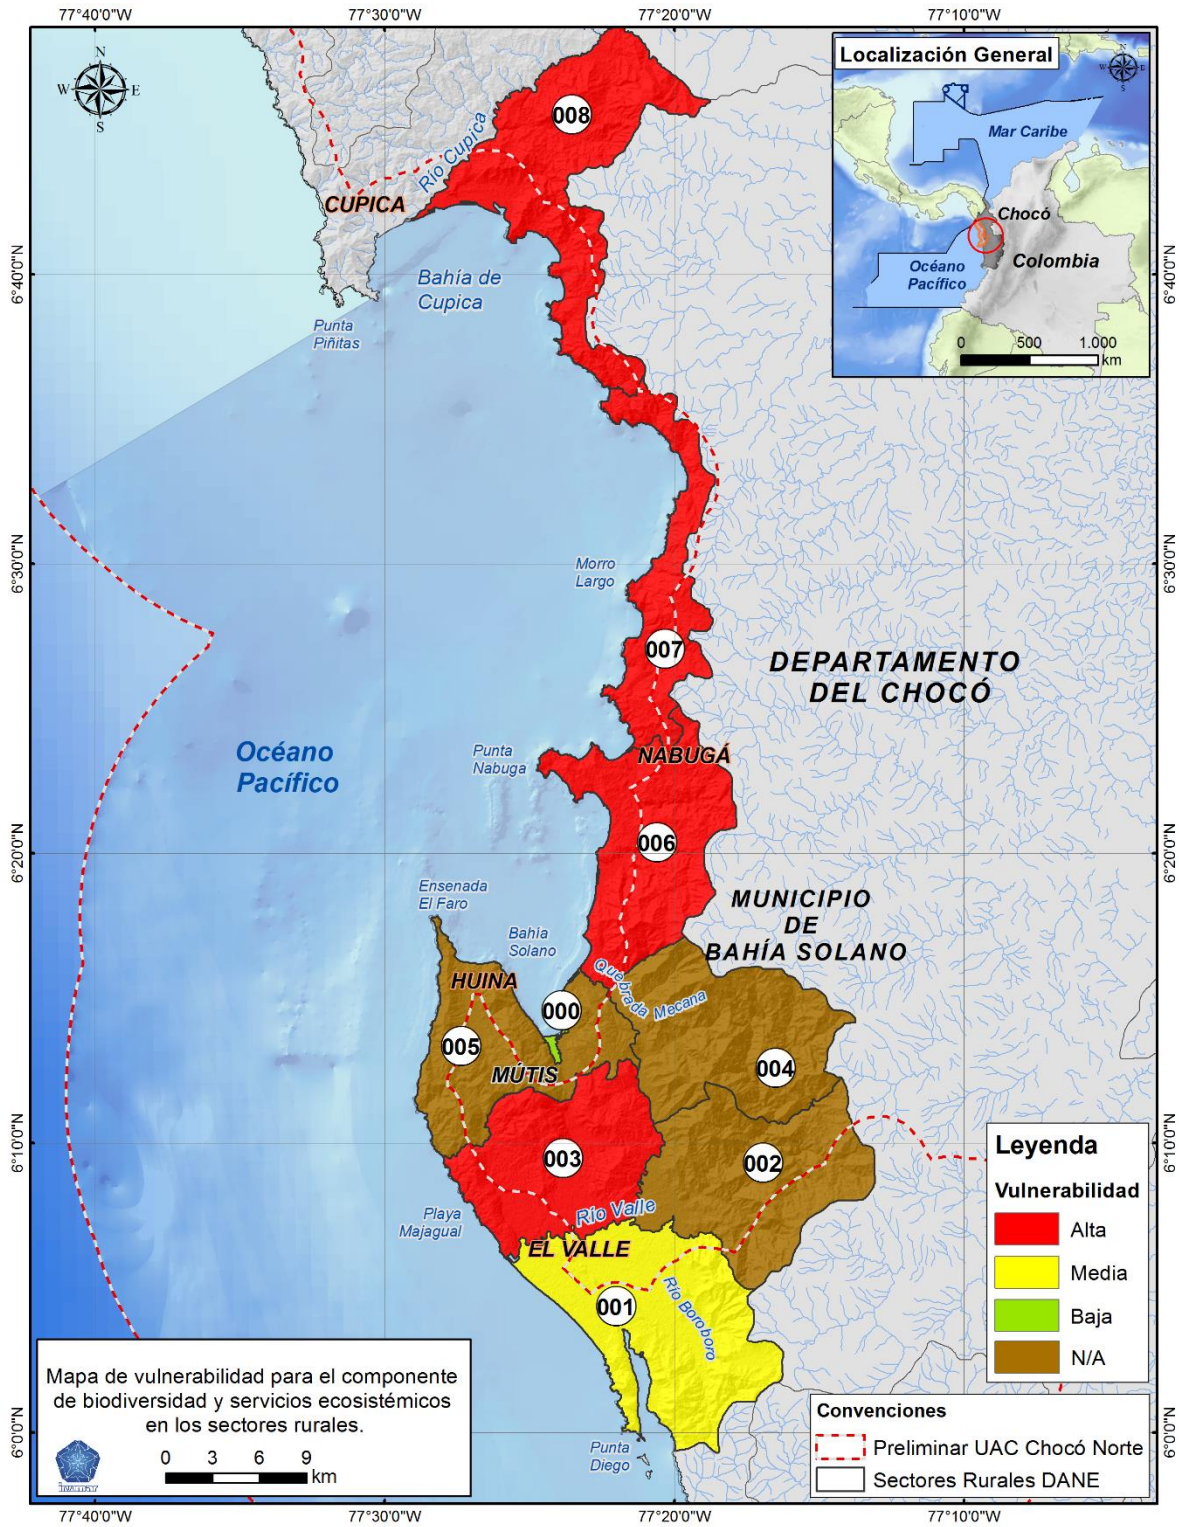 77°40'0"W
77°30'0"W
77°20'0"W
77°10'0"W
N
W
E
S
008
Río Cupica
CUPICA
Bahía de
Cupica
Punta
Piñitas
Localización General
Mar Caribe
Chocó
Colombia
Océano
Pacífico
0 500 1.000
km
6°40'0"N
6°40'0"N
6°30'0"N
6°30'0"N
Morro
Largo
007
DEPARTAMENTO
DEL CHOCÓ
Océano
Pacífico
Punta
Nabuga
NABUGÁ
006
6°20'0"N
6°20'0"N
Ensenada
El Faro
Bahía
Solano
MUNICIPIO
DE
BAHÍA SOLANO
HUINA
Quebrada Mecana
000
005
MÚTIS
004
6°10'0"N
6°10'0"N
003
002
Playa
Majagual
Río Valle
EL VALLE
001
Río Boroboro
Punta
Diego
6°0'0"N
6°0'0"N
Leyenda
Vulnerabilidad
Alta
Media
Baja
N/A
Convenciones
Preliminar UAC Chocó Norte
Sectores Rurales DANE
Mapa de vulnerabilidad para el componente
de biodiversidad y servicios ecosistémicos
en los sectores rurales.
invemar
0 3 6 9
km
77°40'0"W
77°30'0"W
77°20'0"W
77°10'0"W